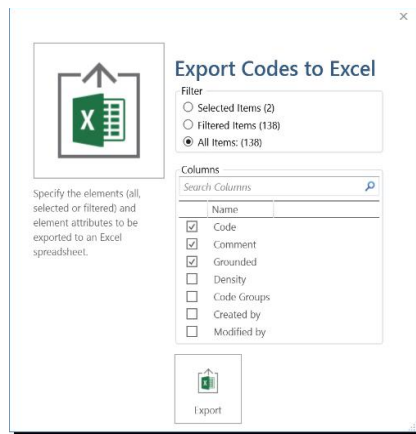 Export Codes to Excel
Filter
Selected Items (2)
Filtered Items (138)
All Items: (138)
Specify the elements (all,
selected or filtered) and
element attributes to be
exported to an Excel
spreadsheet.
Columns
Search Columns
Name
Code
Comment
Grounded
Density
Code Groups
Created by
Modified by
Export